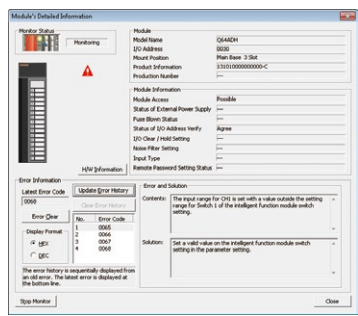 Module's Detailed Information
Monitor Status
Monitoring
Module
Model Name Q64ADH
I/O Address 0030
Mount Position Main Base 3 Slot
Product Information 131010000000000-C
Production Number ---
Module Information
Module Access Possible
Status of External Power Supply ---
Fuse Blown Status ---
Status of I/O Address Verify Agree
I/O Clear / Hold Setting ---
Noise Filter Setting ---
Input Type ---
Remote Password Setting Status ---
H/W Information
Error Information
Latest Error Code
0068
Update Error History
Clear Error History
Error Clear
Display Format
HEX
DEC
No. Error Code
1 0065
2 0066
3 0067
4 0068
The error history is sequentially displayed from
an old error. The latest error is displayed at
the bottom line.
Error and Solution
Contents: The input range for CH1 is set with a value outside the setting
range for Switch 1 of the intelligent function module switch
setting.
Solution: Set a valid value on the intelligent function module switch
setting in the parameter setting.
Stop Monitor
Close